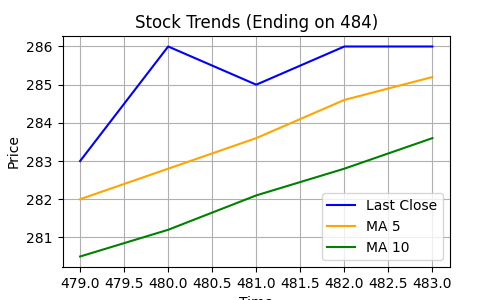 Stock Trends (Ending on 484)
Price
286
285
284
283
282
281
Last Close
MA 5
MA 10
479.0 479.5 480.0 480.5 481.0 481.5 482.0 482.5 483.0
Time